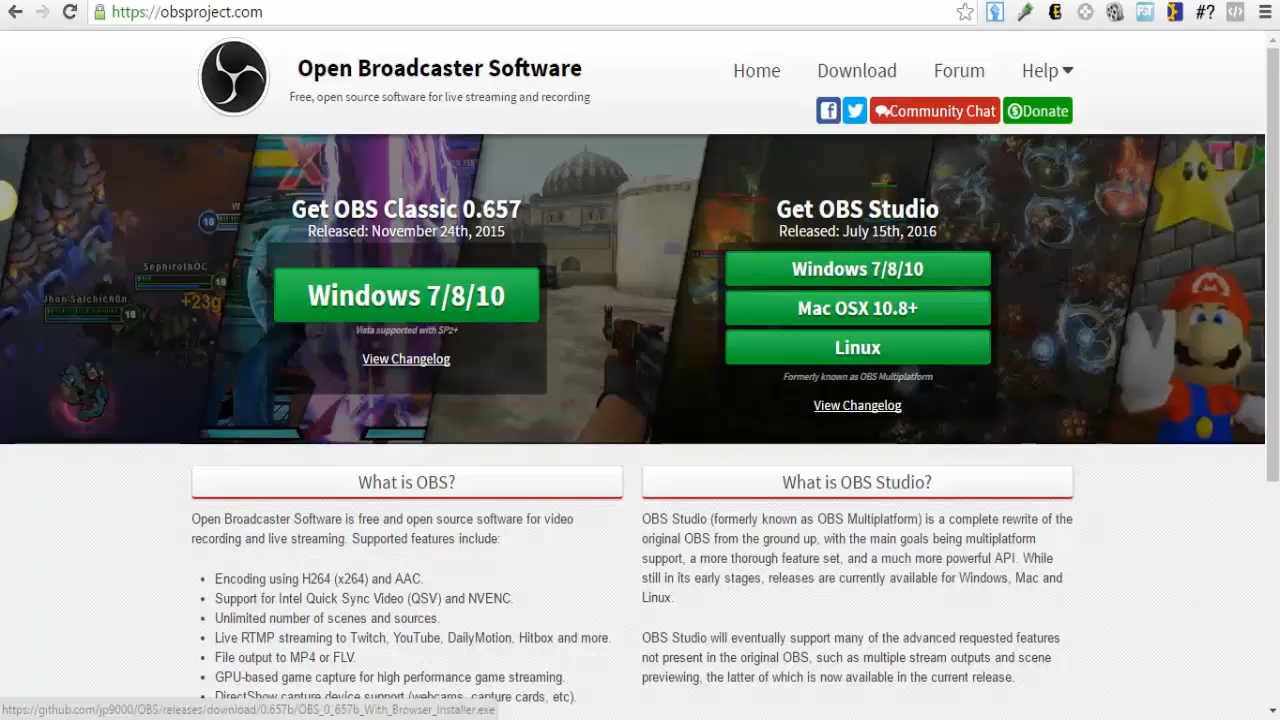 https://obsproject.com
#?
Open Broadcaster Software
Free, open source software for live streaming and recording
Home Download Forum Help
Community Chat Donate
Get OBS Classic 0.657
Released: November 24th, 2015
Windows 7/8/10
Vista supported with SP2+
View Changelog
Get OBS Studio
Released: July 15th, 2016
Windows 7/8/10
Mac OSX 10.8+
Linux
Formerly known as OBS Multiplatform
View Changelog
SephirothOC
18
+23g
18
18
What is OBS?
Open Broadcaster Software is free and open source software for video
recording and live streaming. Supported features include:
Encoding using H264 (x264) and AAC.
Support for Intel Quick Sync Video (QSV) and NVENC.
Unlimited number of scenes and sources.
Live RTMP streaming to Twitch, YouTube, DailyMotion, Hitbox and more.
File output to MP4 or FLV.
GPU-based game capture for high performance game streaming.
DirectShow capture device support (webcams, capture cards, etc).
What is OBS Studio?
OBS Studio (formerly known as OBS Multiplatform) is a complete rewrite of the
original OBS from the ground up, with the main goals being multiplatform
support, a more thorough feature set, and a much more powerful API. While
still in its early stages, releases are currently available for Windows, Mac and
Linux.
OBS Studio will eventually support many of the advanced requested features
not present in the original OBS, such as multiple stream outputs and scene
previewing, the latter of which is now available in the current release.
https://github.com/jp9000/OBS/releases/download/0.657b/OBS_0_657b_With_Browser_Installer.exe